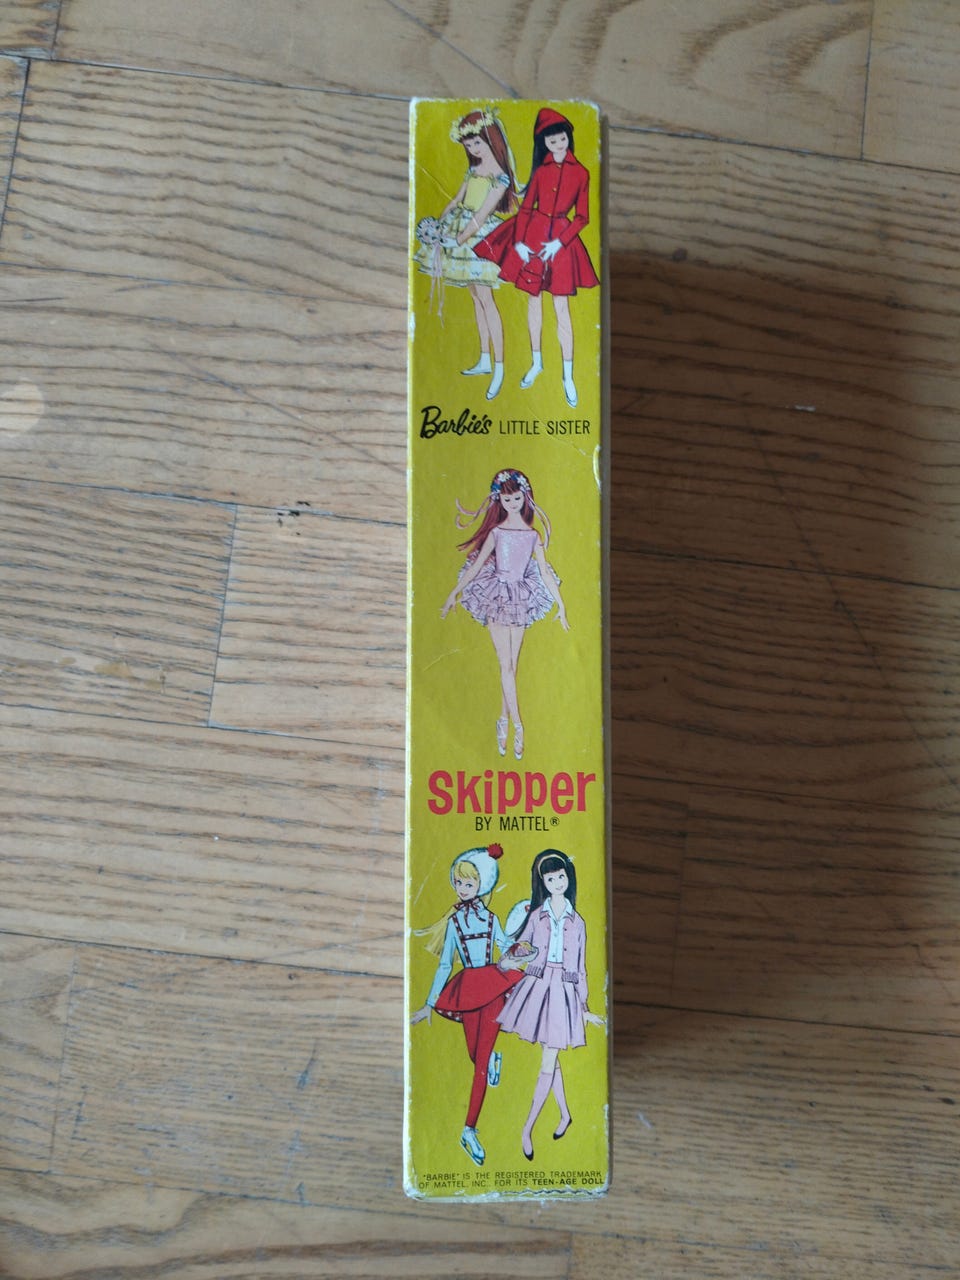 Barbie's LITTLE SISTER
Skipper
BY MATTEL®
"BARBIE" IS THE REGISTERED TRADEMARK
OF MATTEL, INC. FOR ITS TEEN-AGE DOLL